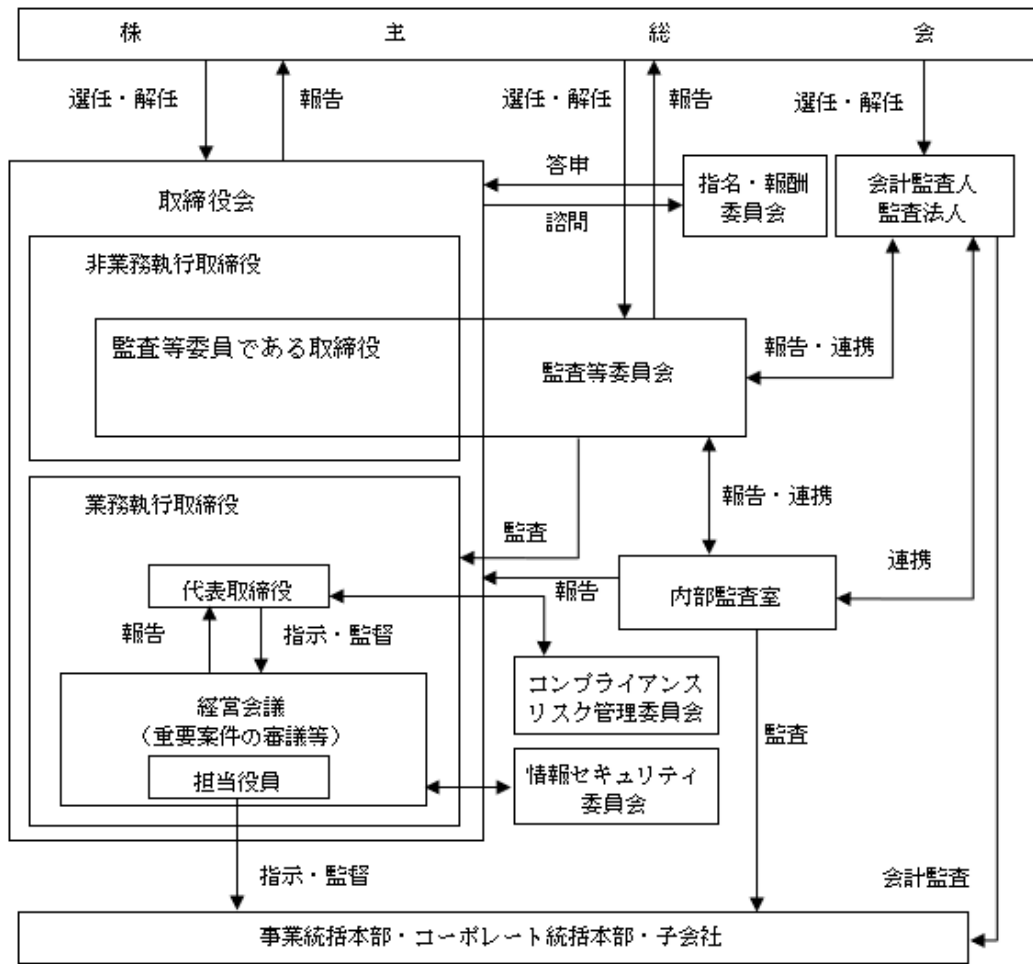 株主総会
選任・解任
報告
選任・解任
報告
選任・解任
取締役会
答申
諮問
指名・報酬
委員会
会計監査人
監査法人
非業務執行取締役
監査等委員である取締役
監査等委員会
報告・連携
業務執行取締役
監査
報告・連携
連携
代表取締役
報告
内部監査室
報告
指示・監督
コンプライアンス
リスク管理委員会
経営会議
（重要案件の審議等）
監査
担当役員
情報セキュリティ
委員会
指示・監督
会計監査
事業統括本部・コーポレート統括本部・子会社